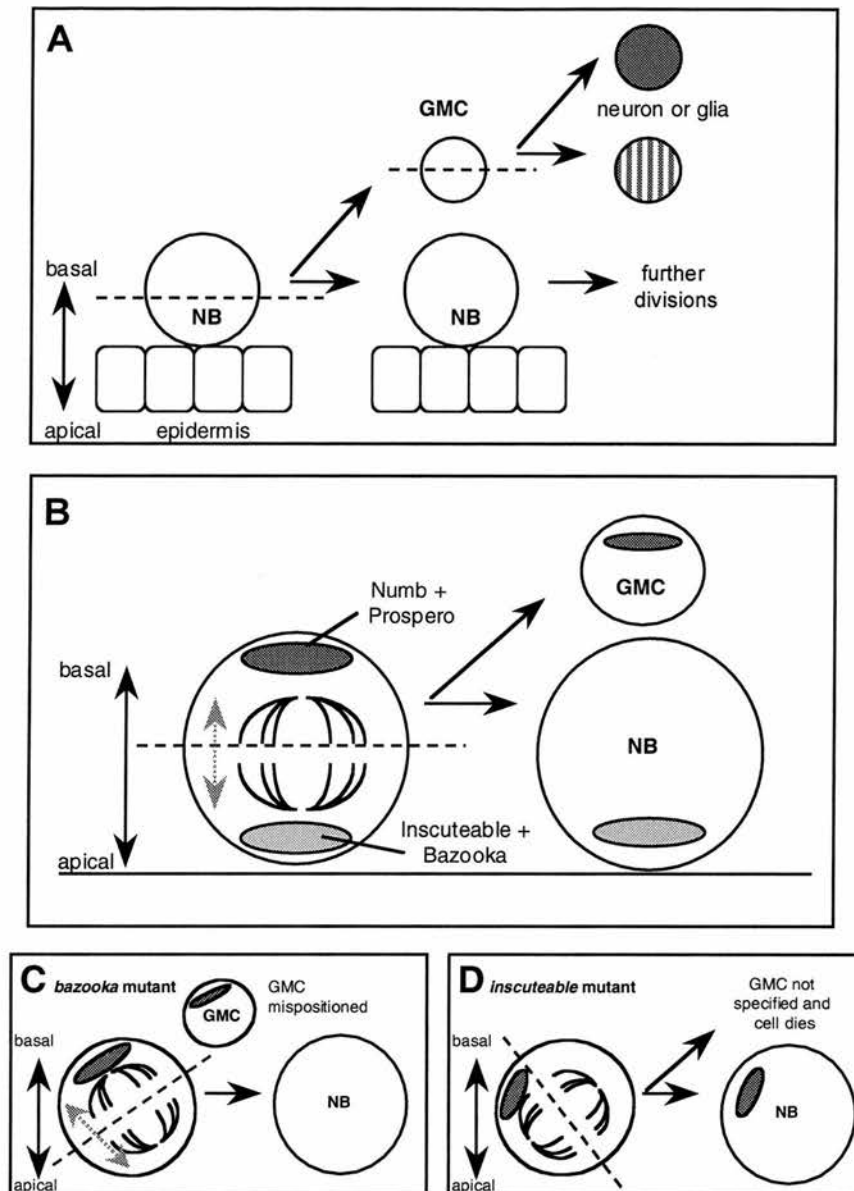 A
GMC
neuron or glia
basal
NB
NB
further
divisions
apical
epidermis
B
Numb +
Prospero
GMC
basal
NB
Inscuteable +
Bazooka
apical
C bazooka mutant
GMC
mispositioned
GMC
basal
NB
apical
D inscuteable mutant
GMC not
specified and
cell dies
basal
NB
apical